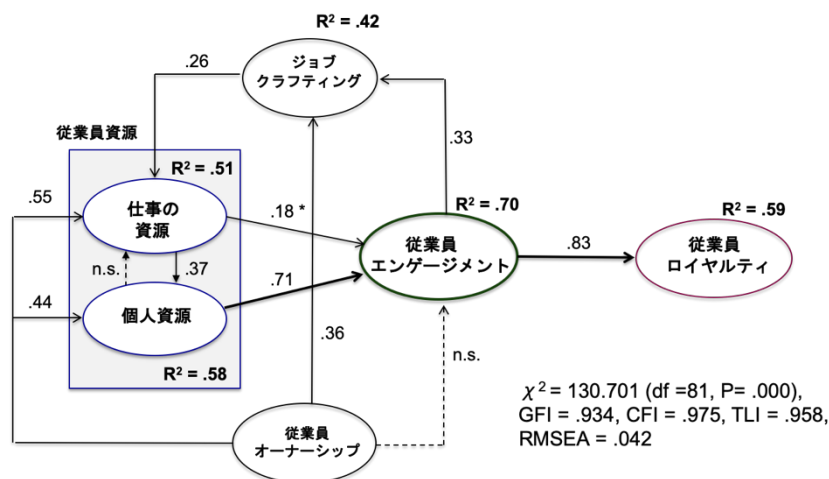 R² = .42
ジョブ
クラフティング
.26
.33
従業員資源
R² = .51
.55
仕事の
資源
.18 *
R² = .70
従業員
エンゲージメント
.83
R² = .59
従業員
ロイヤルティ
n.s.
.37
.71
.44
個人資源
R² = .58
.36
n.s.
従業員
オーナーシップ
χ² = 130.701 (df =81, P= .000),
GFI = .934, CFI = .975, TLI = .958,
RMSEA = .042